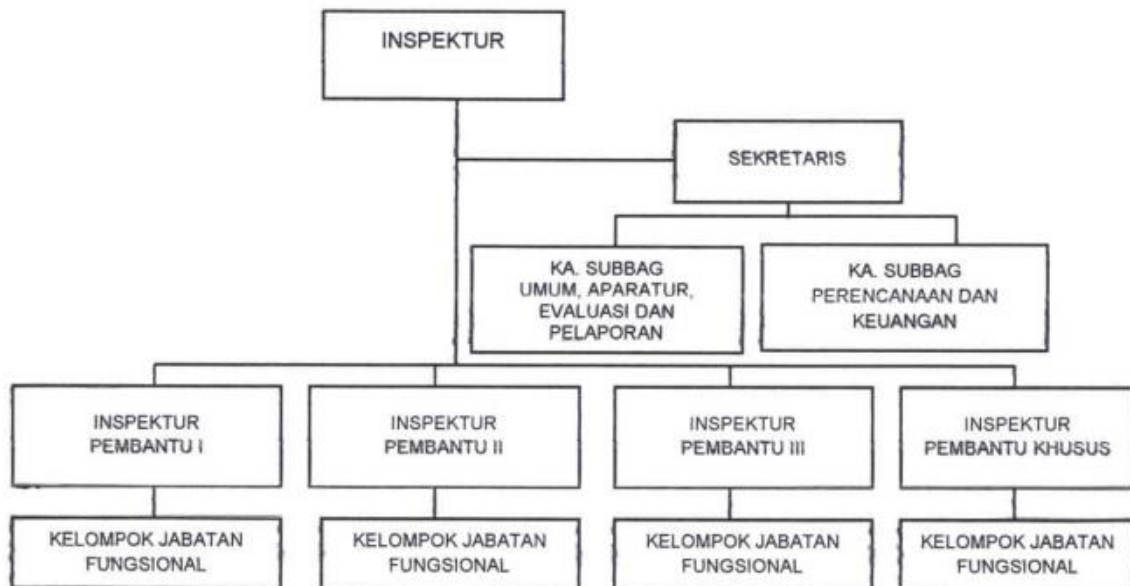 INSPEKTUR
SEKRETARIS
KA. SUBBAG
UMUM, APARATUR,
EVALUASI DAN
PELAPORAN
KA. SUBBAG
PERENCANAAN DAN
KEUANGAN
INSPEKTUR
PEMBANTU I
INSPEKTUR
PEMBANTU II
INSPEKTUR
PEMBANTU III
INSPEKTUR
PEMBANTU KHUSUS
KELOMPOK JABATAN
FUNGSIONAL
KELOMPOK JABATAN
FUNGSIONAL
KELOMPOK JABATAN
FUNGSIONAL
KELOMPOK JABATAN
FUNGSIONAL